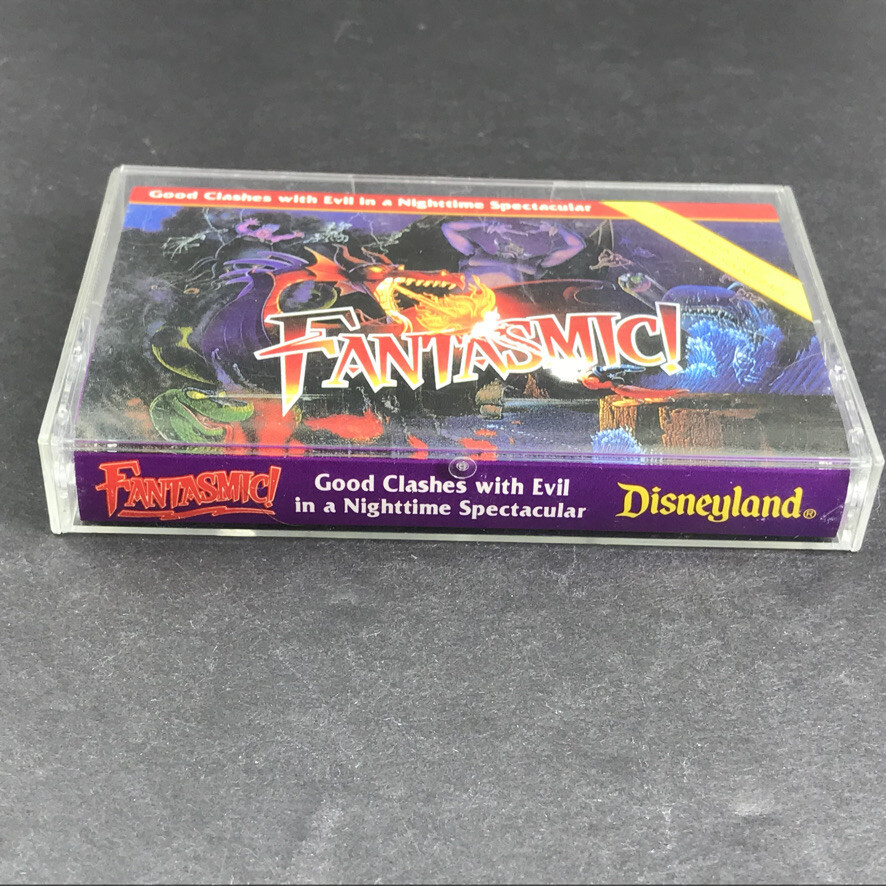 Good Clashes with Evil in a Nighttime Spectacular
FANTASMIC!
FANTASMIC!
Good Clashes with Evil
in a Nighttime Spectacular
Disneyland®